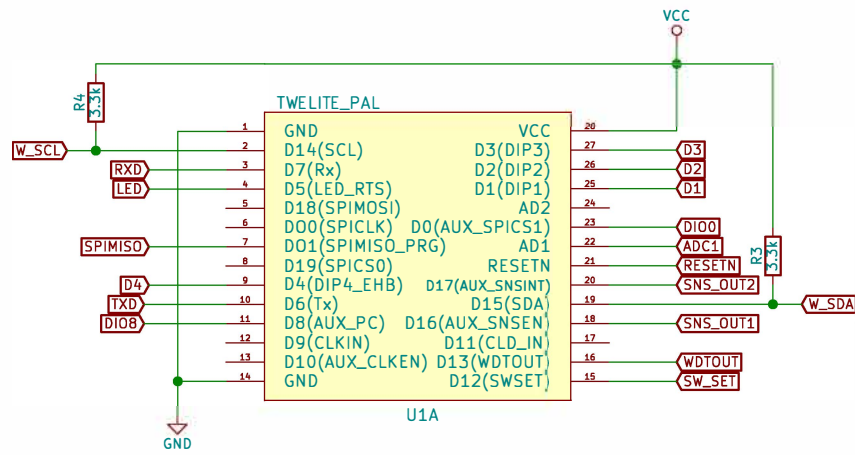 VCC
R4
3.3k
TWELITE_PAL
1 GND VCC 28
W_SCL 2 D14(SCL) D3(DIP3) 27 D3
RXD 3 D7(Rx) D2(DIP2) 26 D2
LED 4 D5(LED_RTS) D1(DIP1) 25 D1
5 D18(SPIMOSI) AD2 24
6 DO0(SPICLK) D0(AUX_SPICS1) 23 DIO0
SPIMISO 7 DO1(SPIMISO_PRG) AD1 22 ADC1
8 D19(SPICS0) RESETN 21 RESETN
R3
3.3k
D4 9 D4(DIP4_EHB) D17(AUX_SNSINT) 20 SNS_OUT2
TXD 10 D6(Tx) D15(SDA) 19 W_SDA
DIO8 11 D8(AUX_PC) D16(AUX_SNSEN) 18 SNS_OUT1
12 D9(CLKIN) D11(CLD_IN) 17
13 D10(AUX_CLKEN) D13(WDTOUT) 16 WDTOUT
14 GND D12(SWSET) 15 SW_SET
U1A
GND